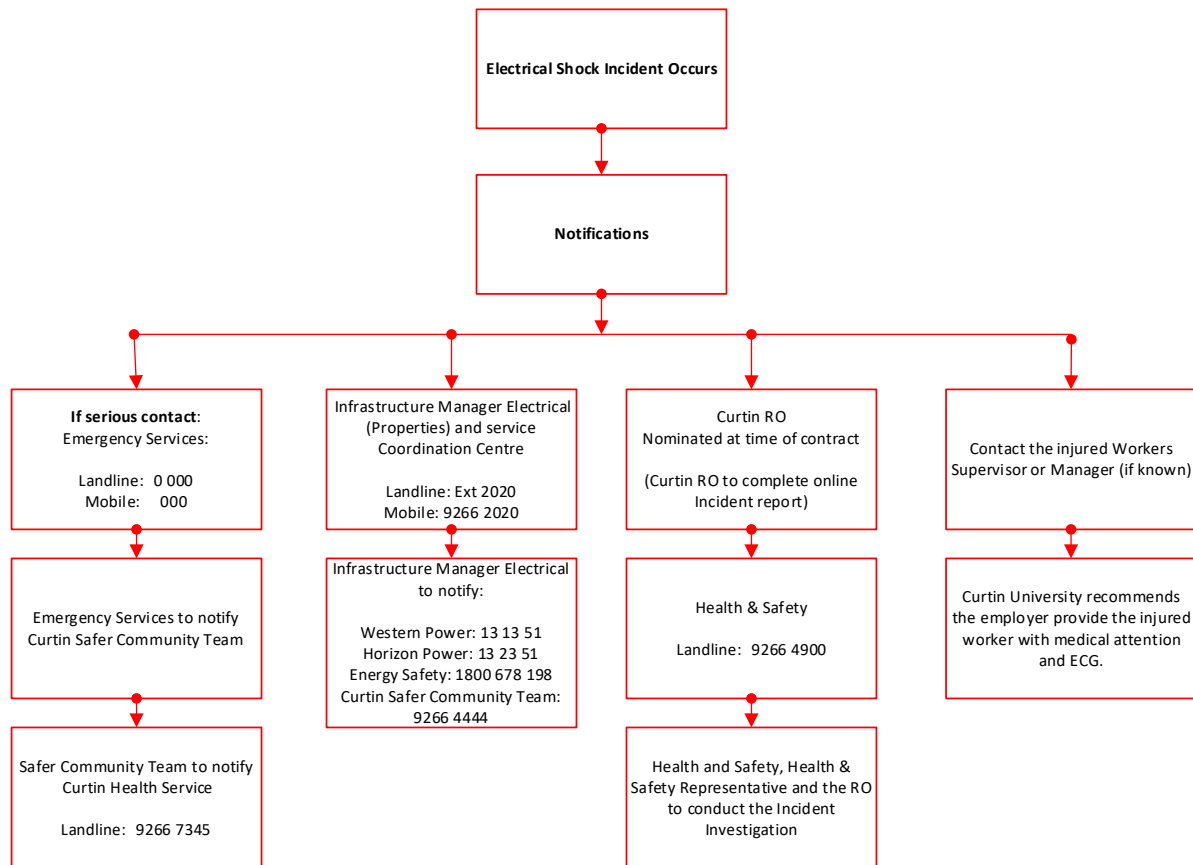 Electrical Shock Incident Occurs
Notifications
If serious contact:
Emergency Services:
Landline: 0 000
Mobile: 000
Infrastructure Manager Electrical
(Properties) and service
Coordination Centre
Landline: Ext 2020
Mobile: 9266 2020
Curtin RO
Nominated at time of contract
(Curtin RO to complete online
Incident report)
Contact the injured Workers
Supervisor or Manager (if known)
Emergency Services to notify
Curtin Safer Community Team
Infrastructure Manager Electrical
to notify:
Western Power: 13 13 51
Horizon Power: 13 23 51
Energy Safety: 1800 678 198
Curtin Safer Community Team:
9266 4444
Health & Safety
Landline: 9266 4900
Curtin University recommends
the employer provide the injured
worker with medical attention
and ECG.
Safer Community Team to notify
Curtin Health Service
Landline: 9266 7345
Health and Safety, Health &
Safety Representative and the RO
to conduct the Incident
Investigation